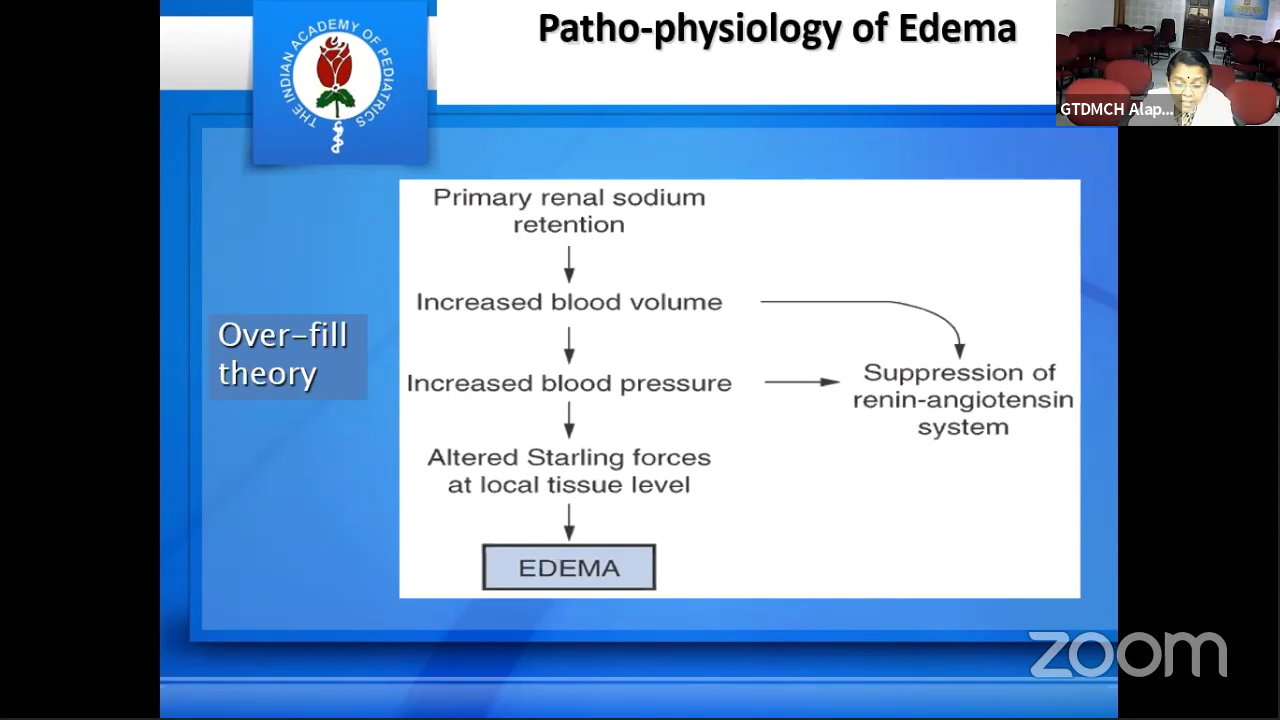 Patho-physiology of Edema
THE INDIAN ACADEMY OF PEDIATRICS
GTDMCH Alap...
Over-fill
theory
Primary renal sodium
retention
Increased blood volume
Increased blood pressure
Suppression of
renin-angiotensin
system
Altered Starling forces
at local tissue level
EDEMA
zoom